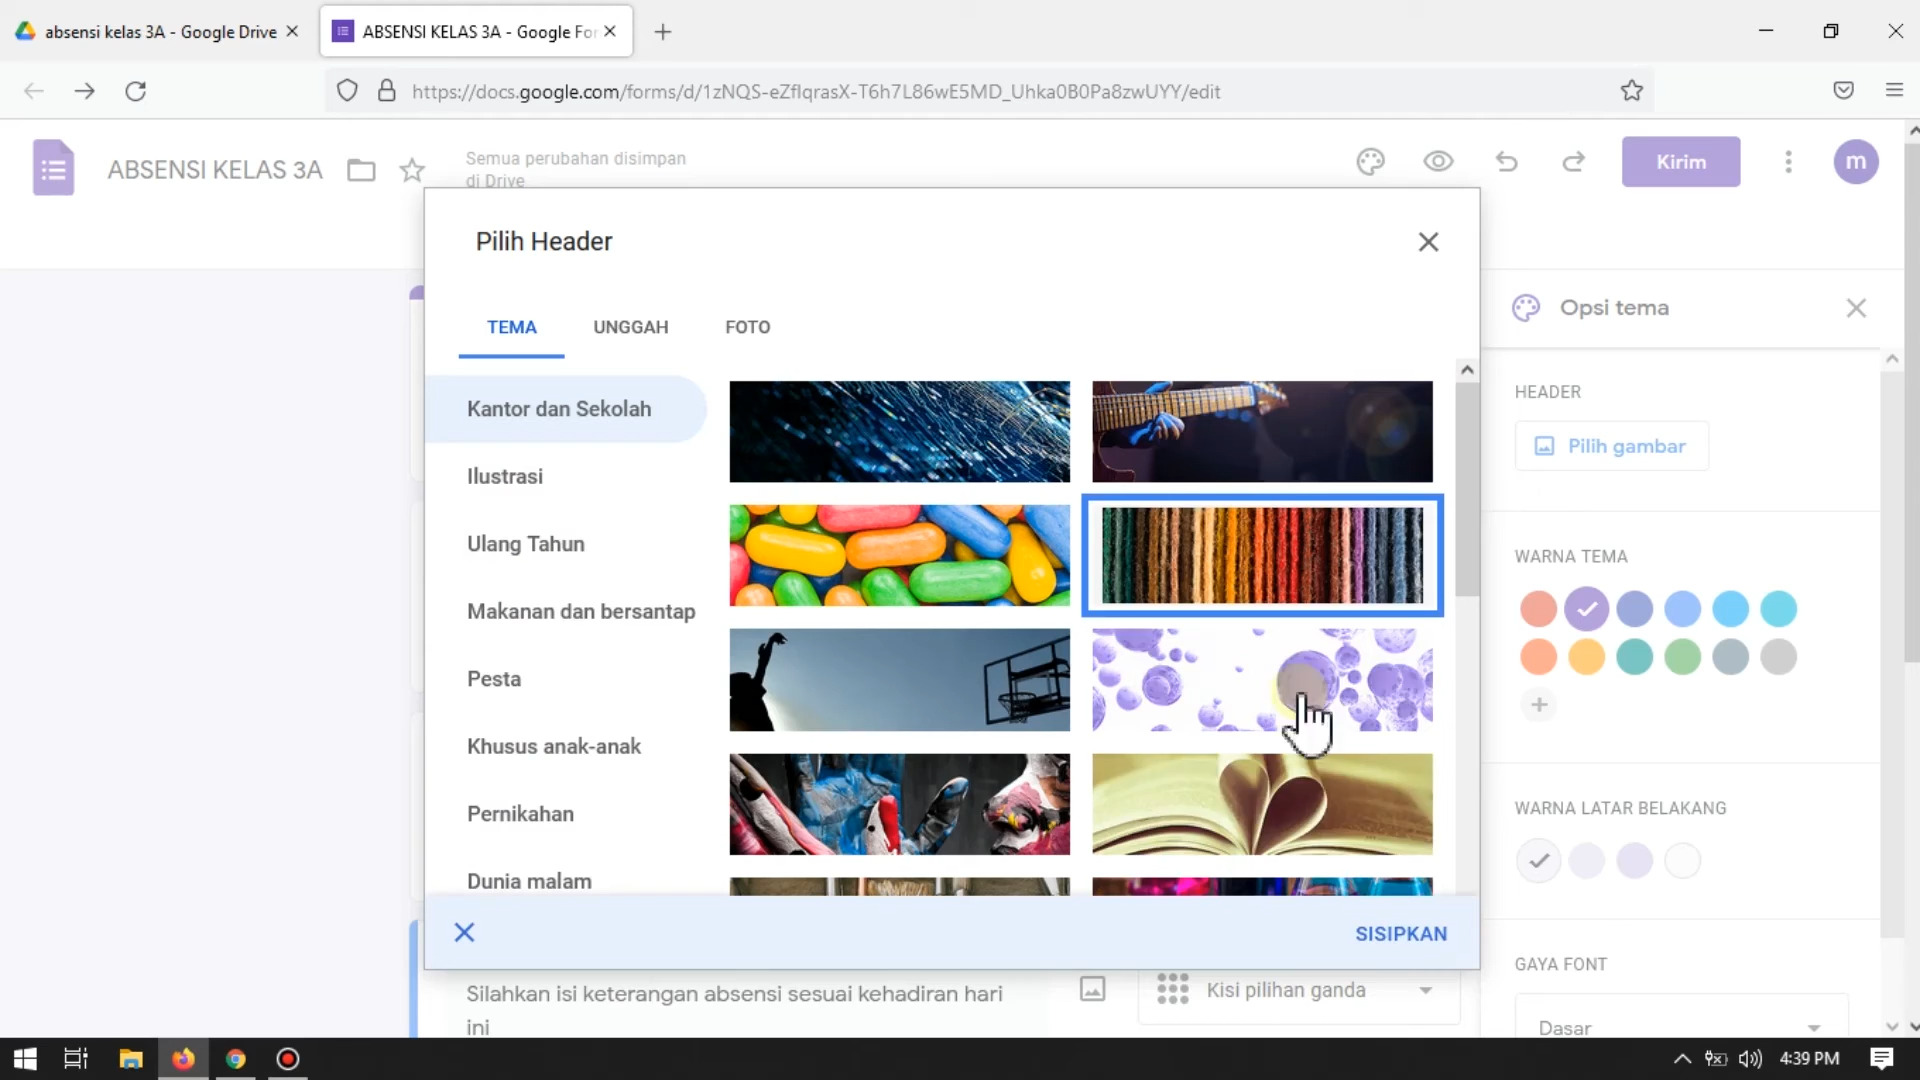 absensi kelas 3A - Google Drive
ABSENSI KELAS 3A - Google For
https://docs.google.com/forms/d/1zNQS-eZfIqrasX-T6h7L86wE5MD_Uhka0B0Pa8zwUYY/edit
ABSENSI KELAS 3A
Semua perubahan disimpan
di Drive
Kirim
m
Pilih Header
Opsi tema
TEMA
UNGGAH
FOTO
Kantor dan Sekolah
Ilustrasi
Ulang Tahun
Makanan dan bersantap
Pesta
Khusus anak-anak
Pernikahan
Dunia malam
SISIPKAN
HEADER
Pilih gambar
WARNA TEMA
WARNA LATAR BELAKANG
GAYA FONT
Dasar
Silahkan isi keterangan absensi sesuai kehadiran hari
ini
Kisi pilihan ganda
4:39 PM